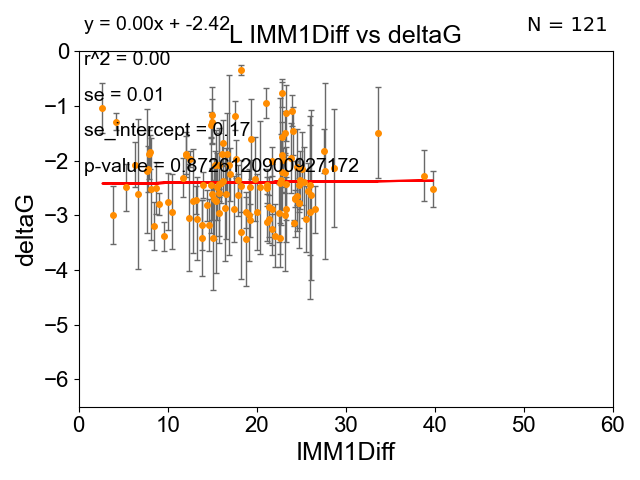 y = 0.00x + -2.42
N = 121
L IMM1Diff vs deltaG
r^2 = 0.00
se = 0.01
se_intercept = 0.17
p-value = 0.8726120900927172
0
−1
−2
−3
−4
−5
−6
deltaG
0 10 20 30 40 50 60
IMM1Diff